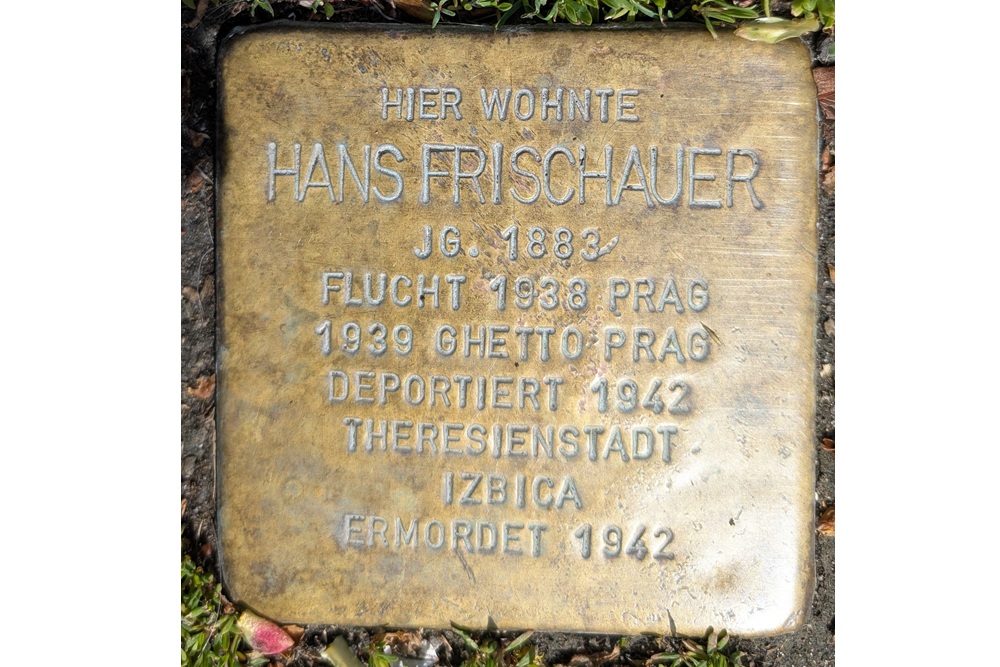 HIER WOHNTE
HANS FRISCHAUER
JG. 1883
FLUCHT 1938 PRAG
1939 GHETTO PRAG
DEPORTIERT 1942
THERESIENSTADT
IZBICA
ERMORDET 1942